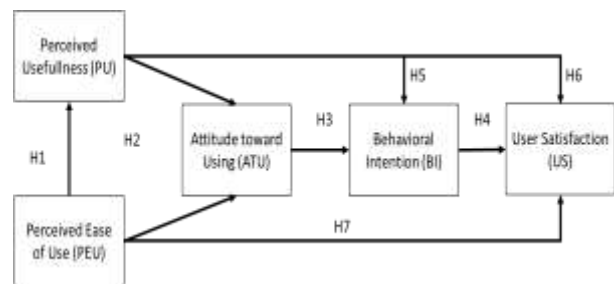 Perceived
Usefullness (PU)
H5
H6
H3
H4
H2
Attitude toward
Using (ATU)
Behavioral
Intention (BI)
User Satisfaction
(US)
H1
Perceived Ease
of Use (PEU)
H7